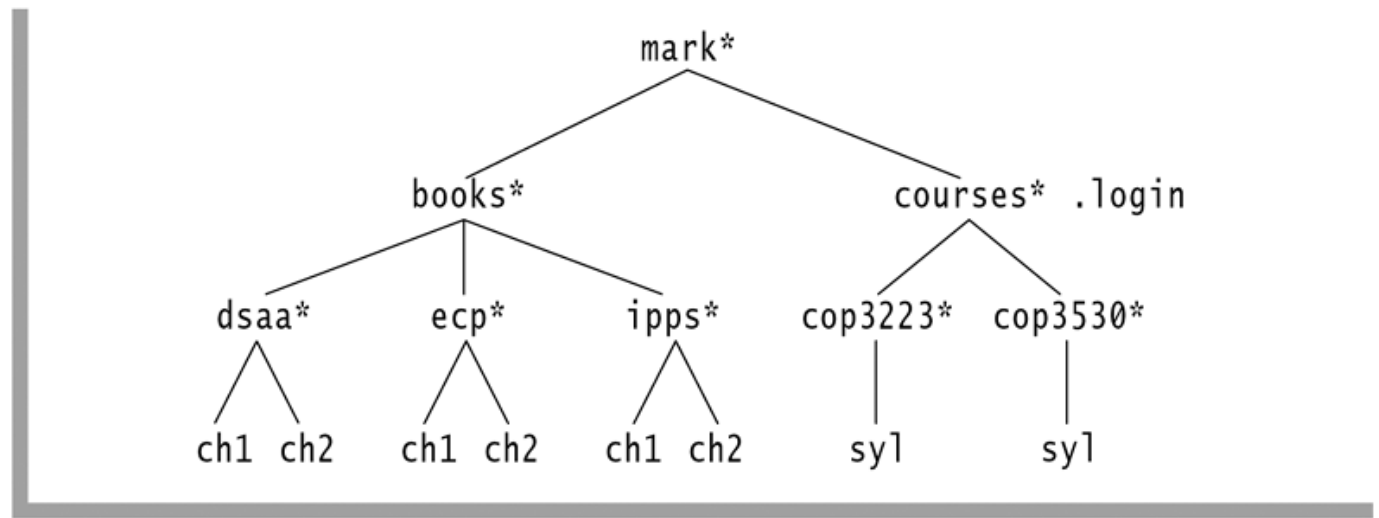 mark*
books* courses* .login
dsaa* ecp* ipps* cop3223* cop3530*
ch1 ch2 ch1 ch2 ch1 ch2 syl syl